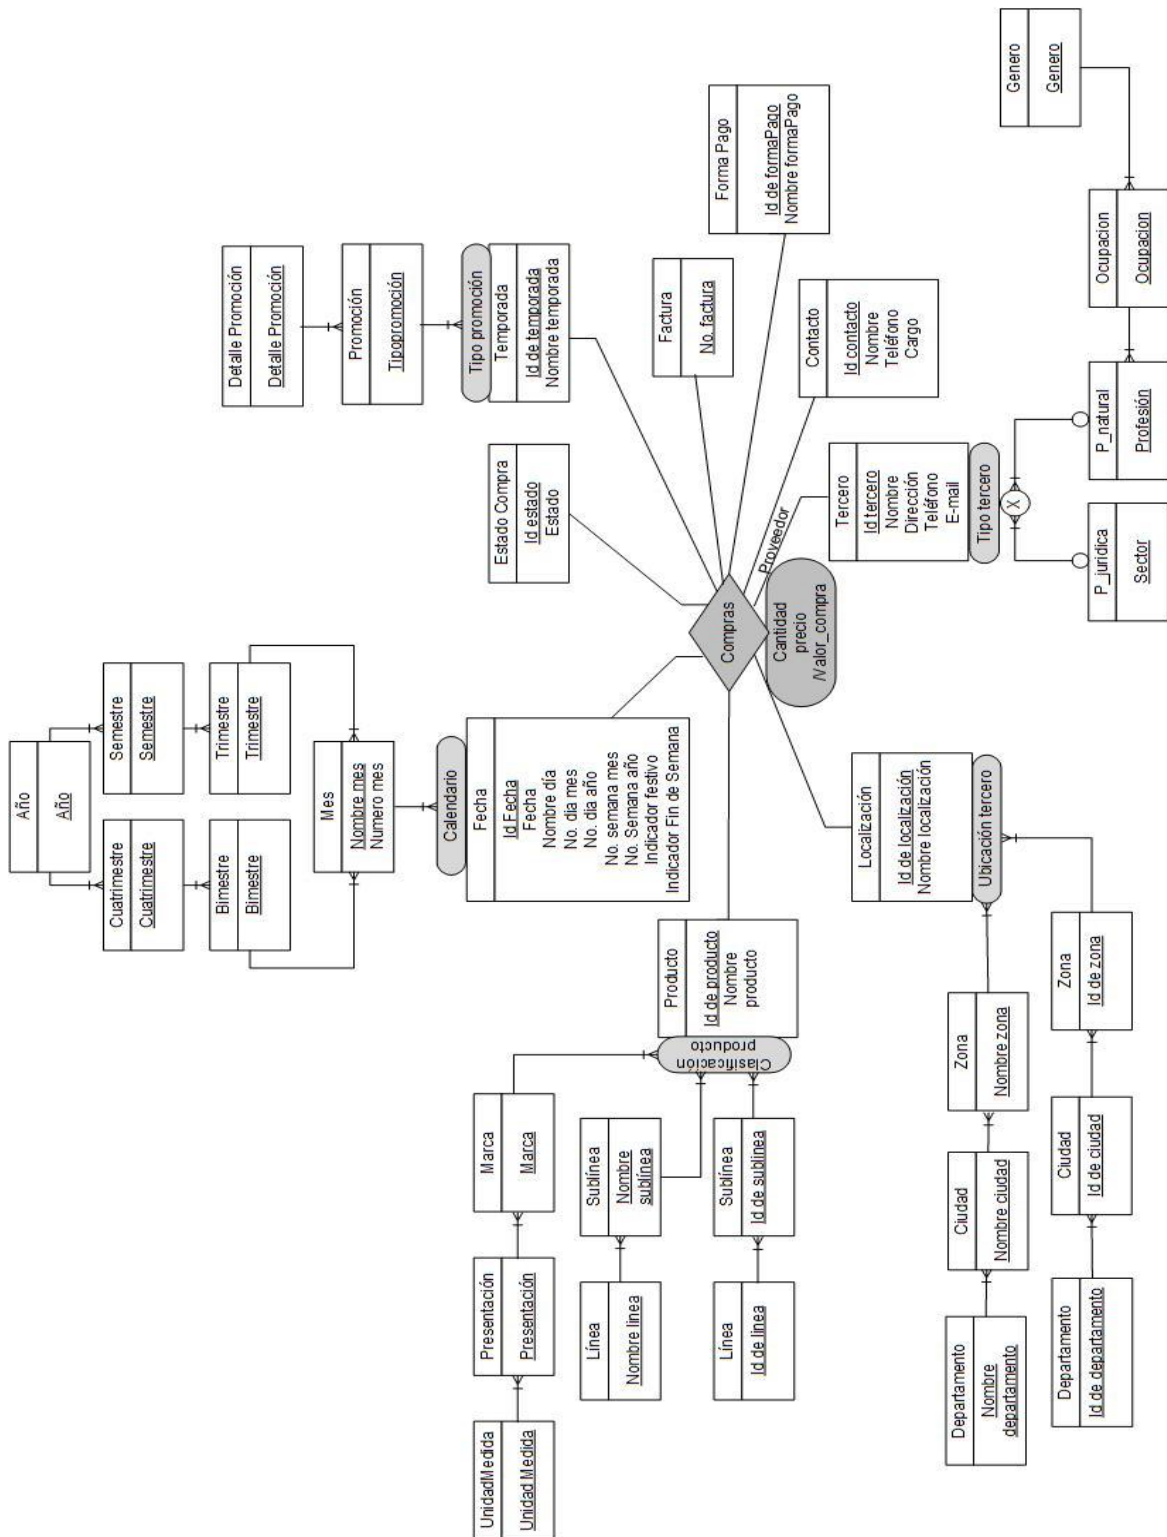 Año
Año
Cuatrimestre
Cuatrimestre
Semestre
Semestre
Bimestre
Bimestre
Trimestre
Trimestre
Mes
Nombre mes
Numero mes
Calendario
Fecha
Id Fecha
Fecha
Nombre día
No. dia mes
No. día año
No. semana mes
No. Semana año
Indicador festivo
Indicador Fin de Semana
Detalle Promoción
Detalle Promoción
Promoción
Tipopromoción
Tipo promoción
Temporada
Id de temporada
Nombre temporada
Estado Compra
Id estado
Estado
UnidadMedida
Unidad Medida
Presentación
Presentación
Marca
Marca
Línea
Nombre linea
Sublínea
Nombre
sublínea
Línea
Id de linea
Sublínea
Id de sublinea
Clasificación
producto
Producto
Id de producto
Nombre
producto
Compras
Cantidad
precio
/Valor_compra
Factura
No. factura
Forma Pago
Id de formaPago
Nombre formaPago
Contacto
Id contacto
Nombre
Teléfono
Cargo
Proveedor
Tercero
Id tercero
Nombre
Dirección
Teléfono
E-mail
Tipo tercero
X
P_juridica
Sector
P_natural
Profesión
Ocupacion
Ocupacion
Genero
Genero
Localización
Id de localización
Nombre localización
Ubicación tercero
Departamento
Nombre
departamento
Ciudad
Nombre ciudad
Zona
Nombre zona
Departamento
Id de departamento
Ciudad
Id de ciudad
Zona
Id de zona